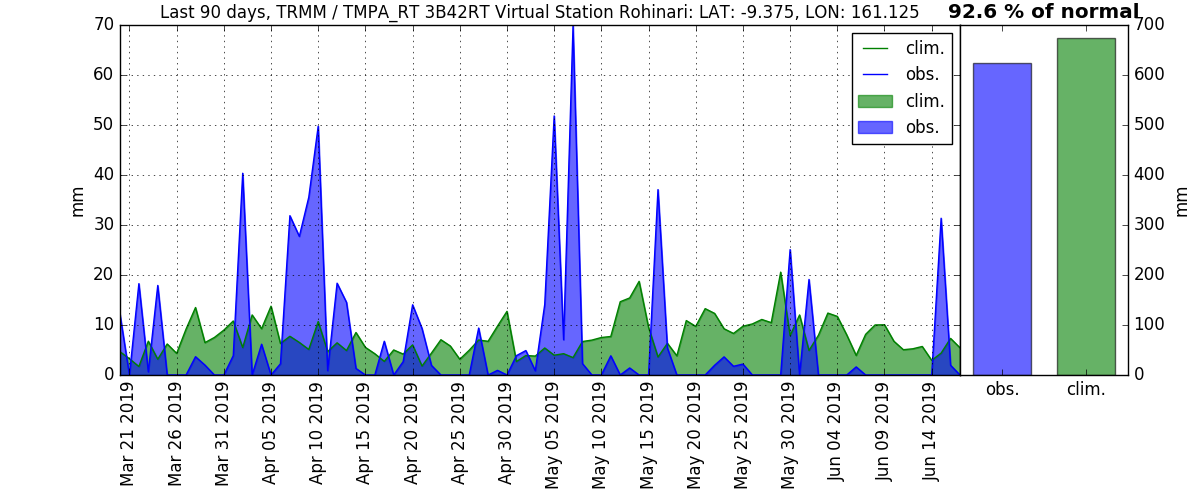 Last 90 days, TRMM / TMPA_RT 3B42RT Virtual Station Rohinari: LAT: -9.375, LON: 161.125
92.6 % of normal
70
60
50
40
30
20
10
0
mm
clim.
obs.
clim.
obs.
700
600
500
400
300
200
100
0
mm
Mar 21 2019
Mar 26 2019
Mar 31 2019
Apr 05 2019
Apr 10 2019
Apr 15 2019
Apr 20 2019
Apr 25 2019
Apr 30 2019
May 05 2019
May 10 2019
May 15 2019
May 20 2019
May 25 2019
May 30 2019
Jun 04 2019
Jun 09 2019
Jun 14 2019
obs.
clim.